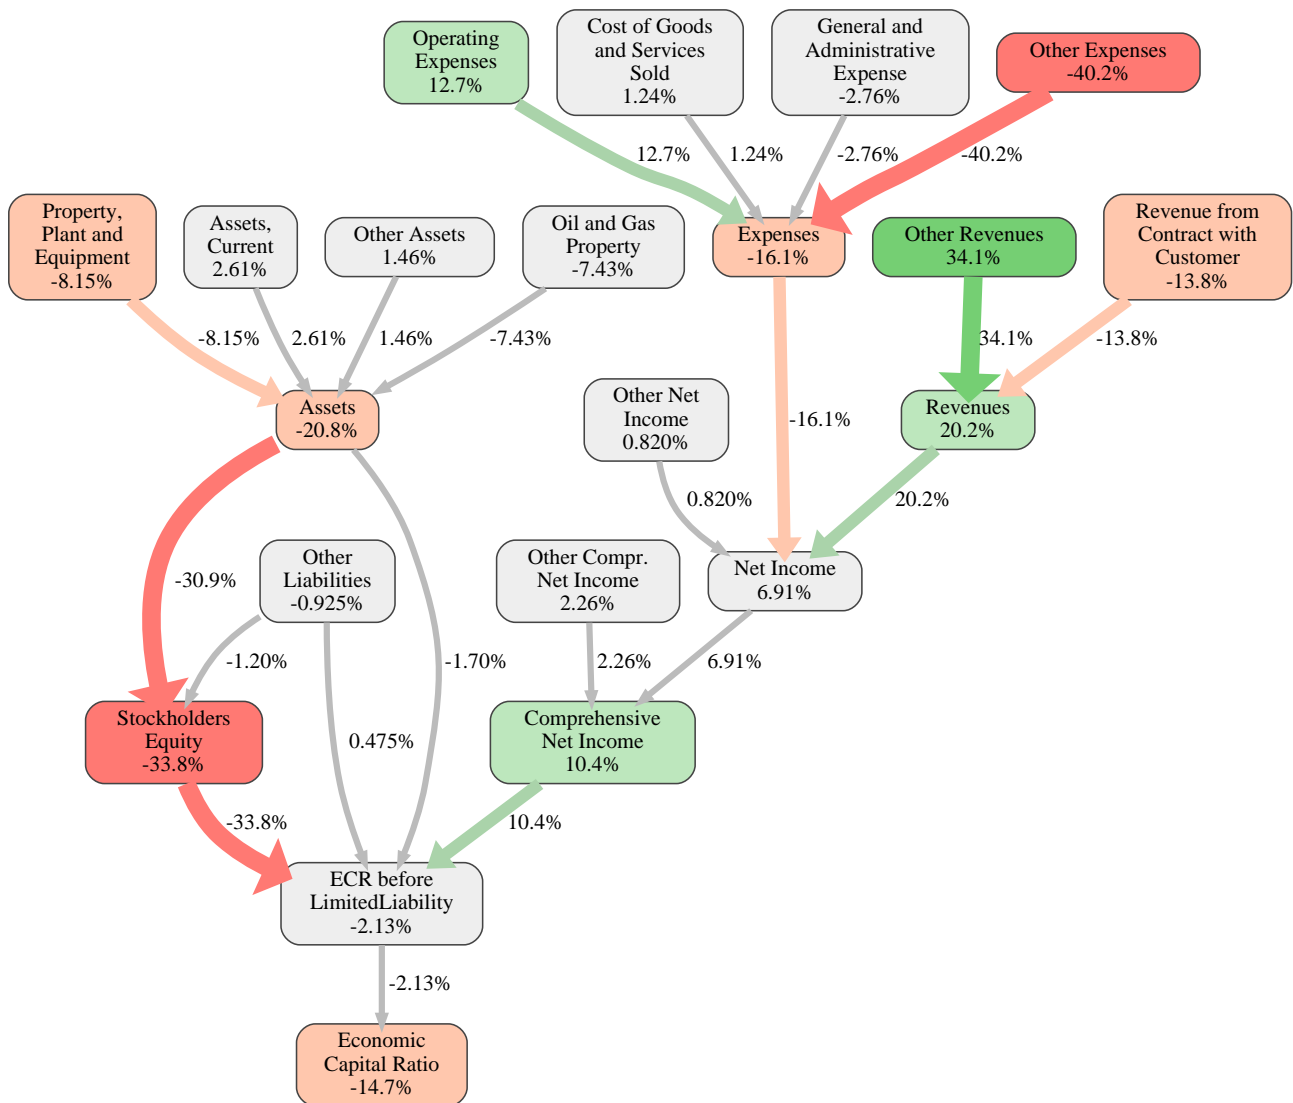 Operating
Expenses
12.7%
Cost of Goods
and Services
Sold
1.24%
General and
Administrative
Expense
-2.76%
Other Expenses
-40.2%
12.7%
1.24%
-2.76%
-40.2%
Property,
Plant and
Equipment
-8.15%
Assets,
Current
2.61%
Other Assets
1.46%
Oil and Gas
Property
-7.43%
Expenses
-16.1%
Other Revenues
34.1%
Revenue from
Contract with
Customer
-13.8%
-8.15%
2.61%
1.46%
-7.43%
34.1%
-13.8%
Assets
-20.8%
Other Net
Income
0.820%
-16.1%
Revenues
20.2%
0.820%
20.2%
-30.9%
Other
Liabilities
-0.925%
Other Compr.
Net Income
2.26%
Net Income
6.91%
-1.20%
-1.70%
2.26%
6.91%
Stockholders
Equity
-33.8%
0.475%
Comprehensive
Net Income
10.4%
-33.8%
10.4%
ECR before
LimitedLiability
-2.13%
-2.13%
Economic
Capital Ratio
-14.7%